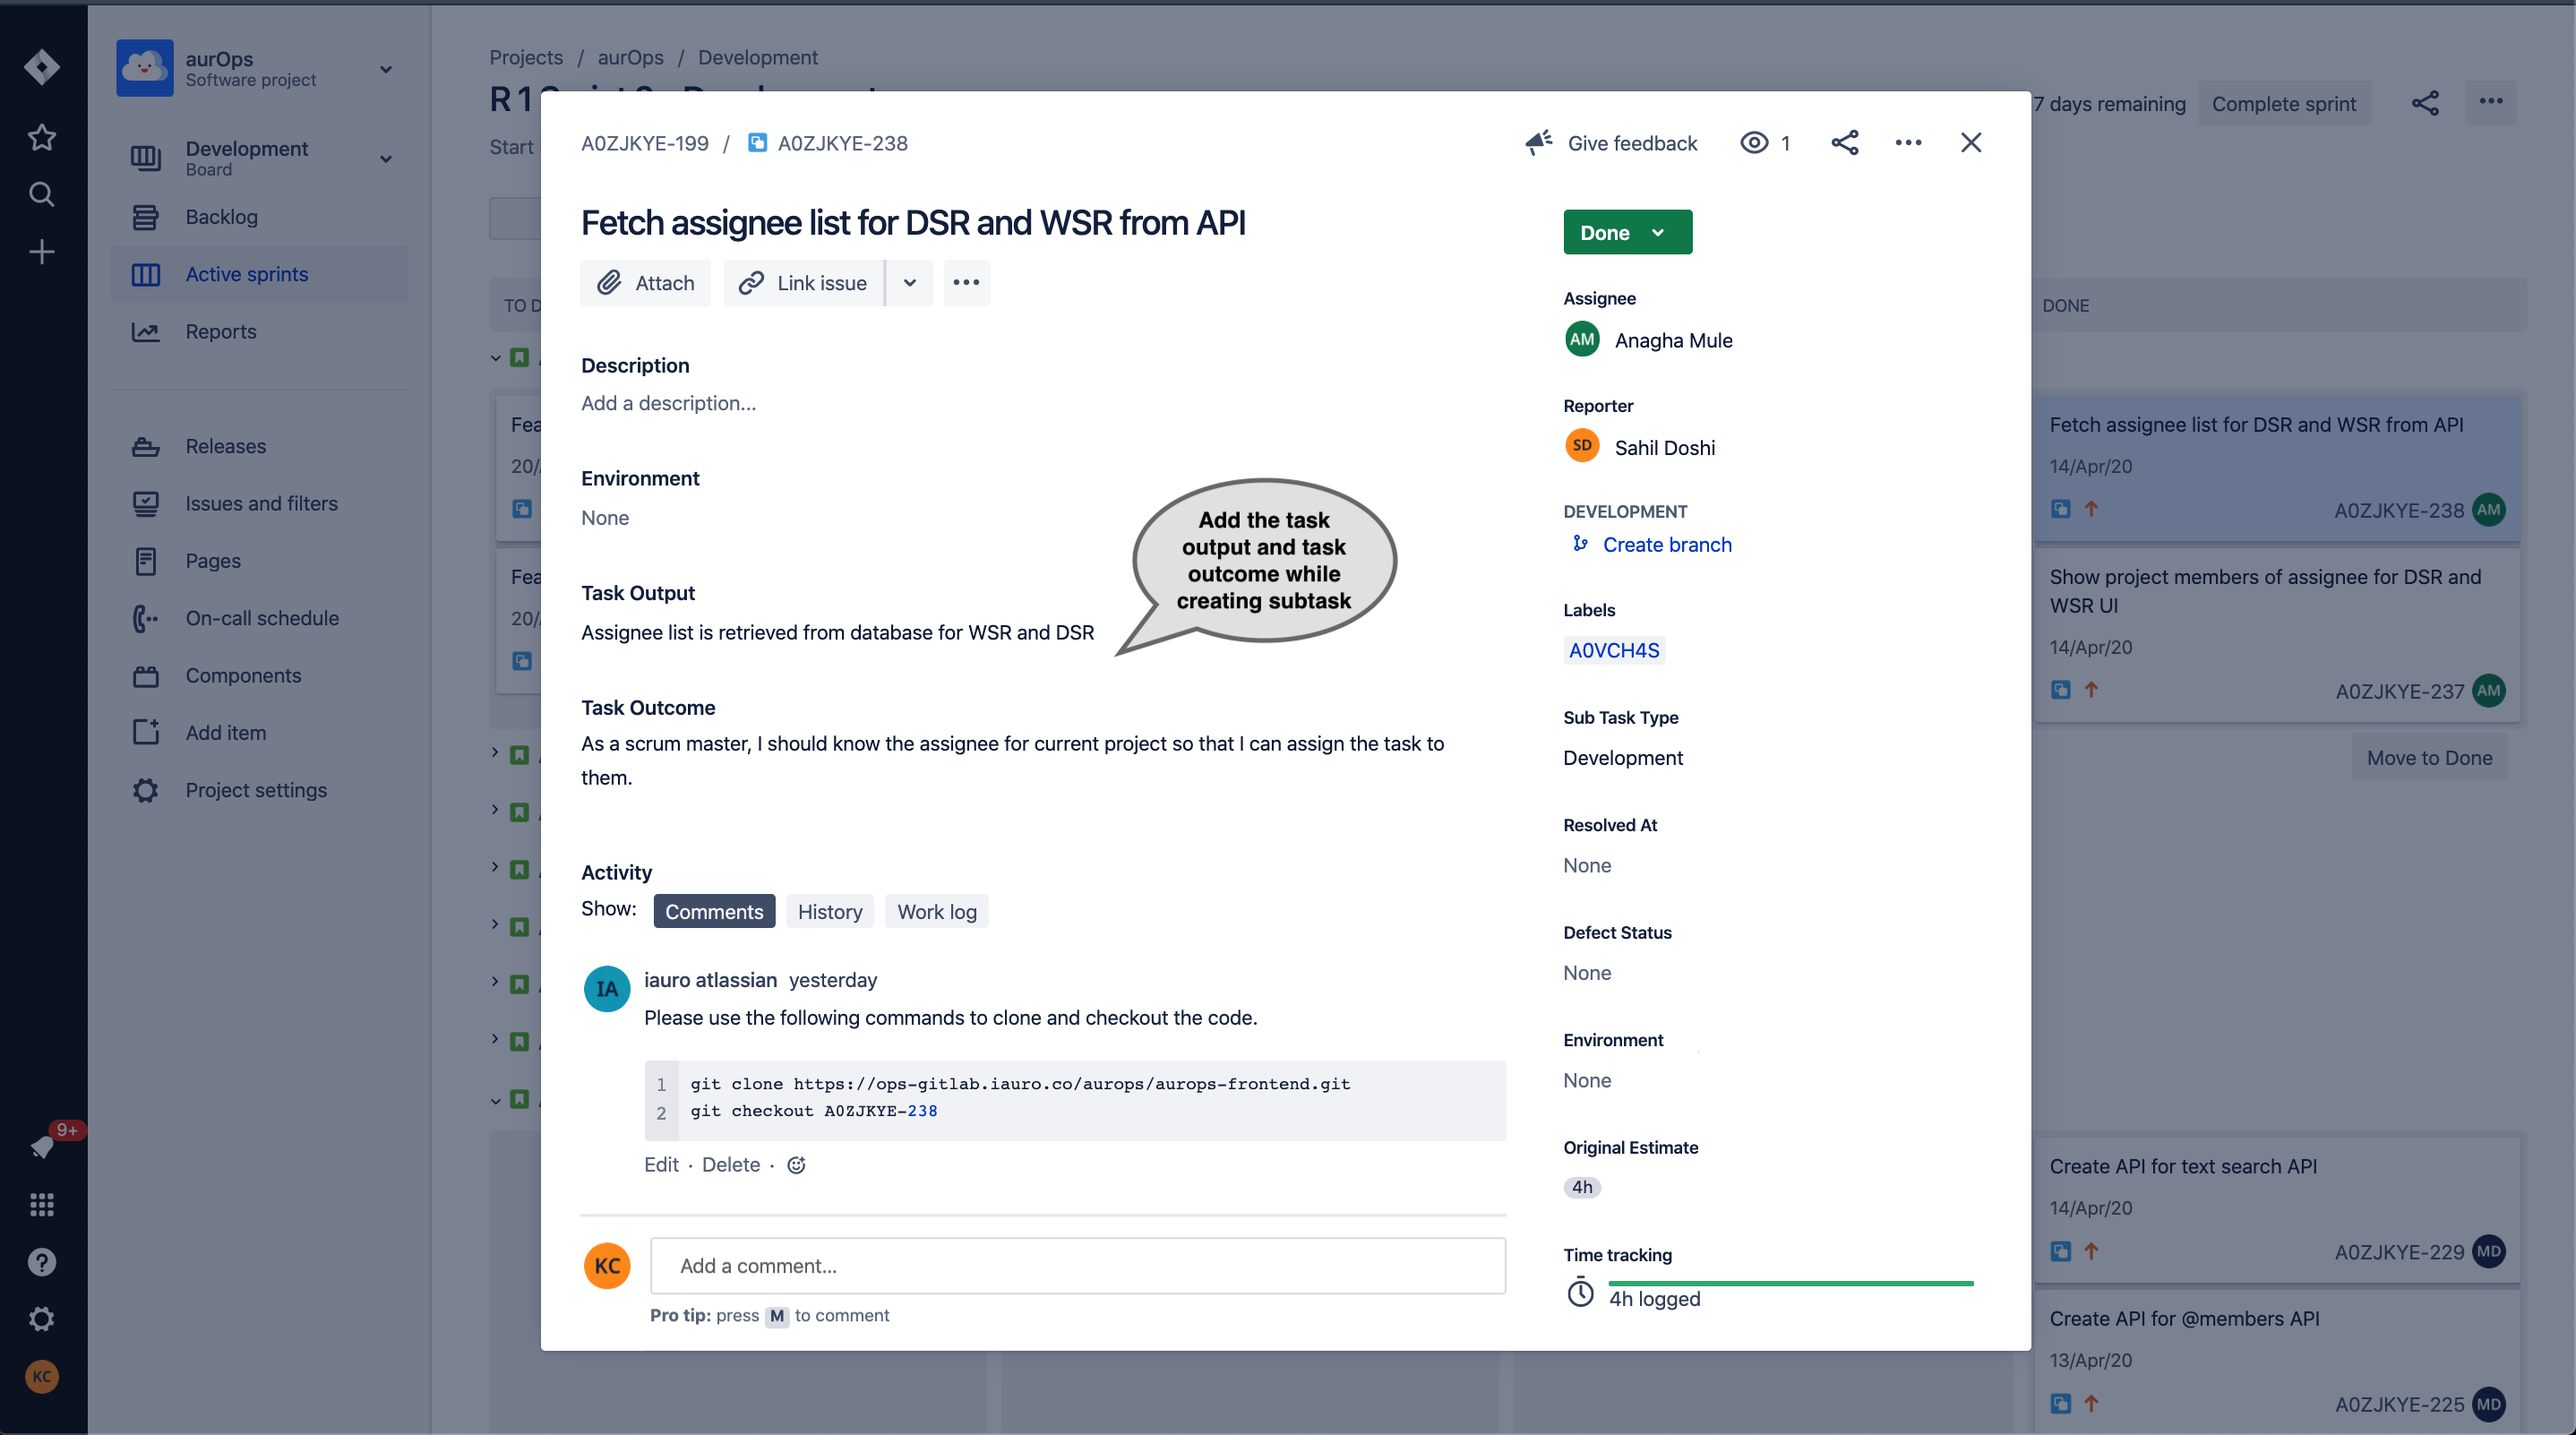 aurOps
Software project
Development
Board
Backlog
Active sprints
Reports
Releases
Issues and filters
Pages
On-call schedule
Components
Add item
Project settings
9+
KC
Projects / aurOps / Development
R1
Start
7 days remaining
Complete sprint
TO D
DONE
Fea
20/
Fea
20/
A0ZJKYE-199 / A0ZJKYE-238
Give feedback
1
Fetch assignee list for DSR and WSR from API
Attach
Link issue
Description
Add a description...
Environment
None
Task Output
Assignee list is retrieved from database for WSR and DSR
Add the task
output and task
outcome while
creating subtask
Task Outcome
As a scrum master, I should know the assignee for current project so that I can assign the task to
them.
Activity
Show: Comments History Work log
IA
iauro atlassian yesterday
Please use the following commands to clone and checkout the code.
1 git clone https://ops-gitlab.iauro.co/aurops/aurops-frontend.git
2 git checkout A0ZJKYE-238
Edit · Delete ·
KC
Add a comment...
Pro tip: press M to comment
Done
Assignee
AM Anagha Mule
Reporter
SD Sahil Doshi
DEVELOPMENT
Create branch
Labels
A0VCH4S
Sub Task Type
Development
Resolved At
None
Defect Status
None
Environment
None
Original Estimate
4h
Time tracking
4h logged
Fetch assignee list for DSR and WSR from API
14/Apr/20
A0ZJKYE-238 AM
Show project members of assignee for DSR and
WSR UI
14/Apr/20
A0ZJKYE-237 AM
Move to Done
Create API for text search API
14/Apr/20
A0ZJKYE-229 MD
Create API for @members API
13/Apr/20
A0ZJKYE-225 MD